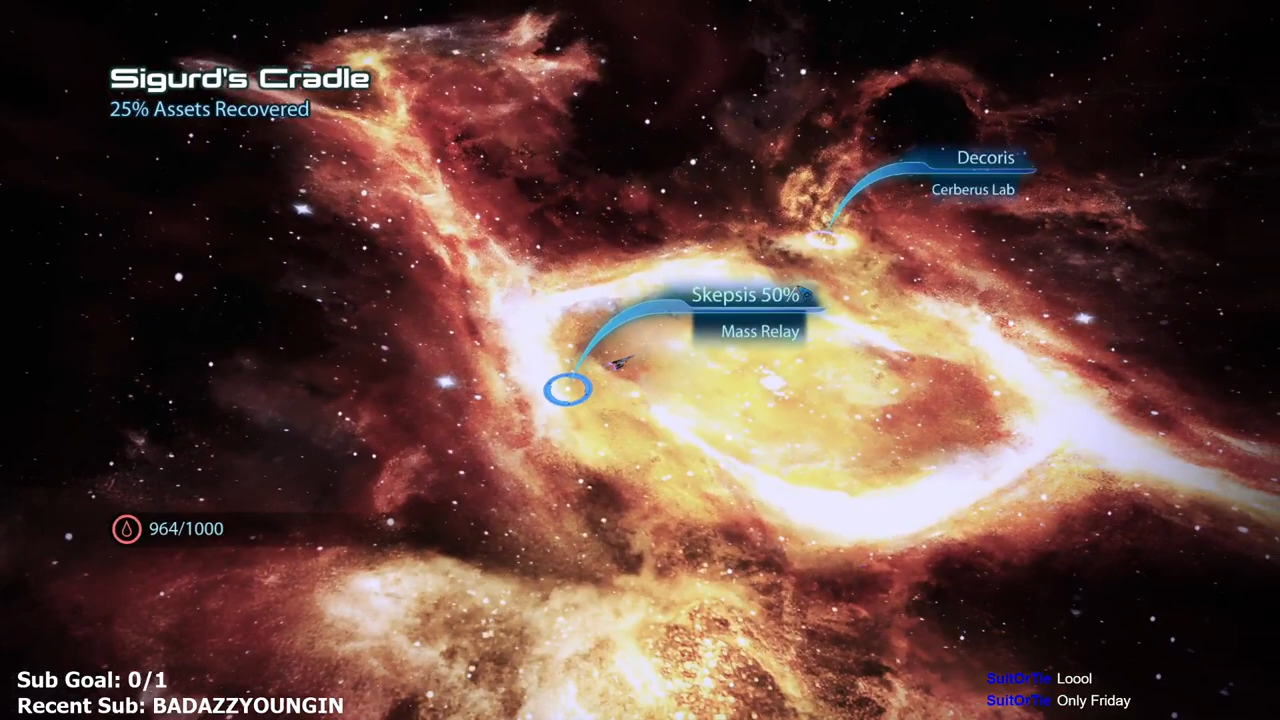 Sigurd's Cradle
25% Assets Recovered
Decoris
Cerberus Lab
Skepsis 50%
Mass Relay
964/1000
Sub Goal: 0/1
Recent Sub: BADAZZYOUNGIN
SuitOrTie Loool
SuitOrTie Only Friday